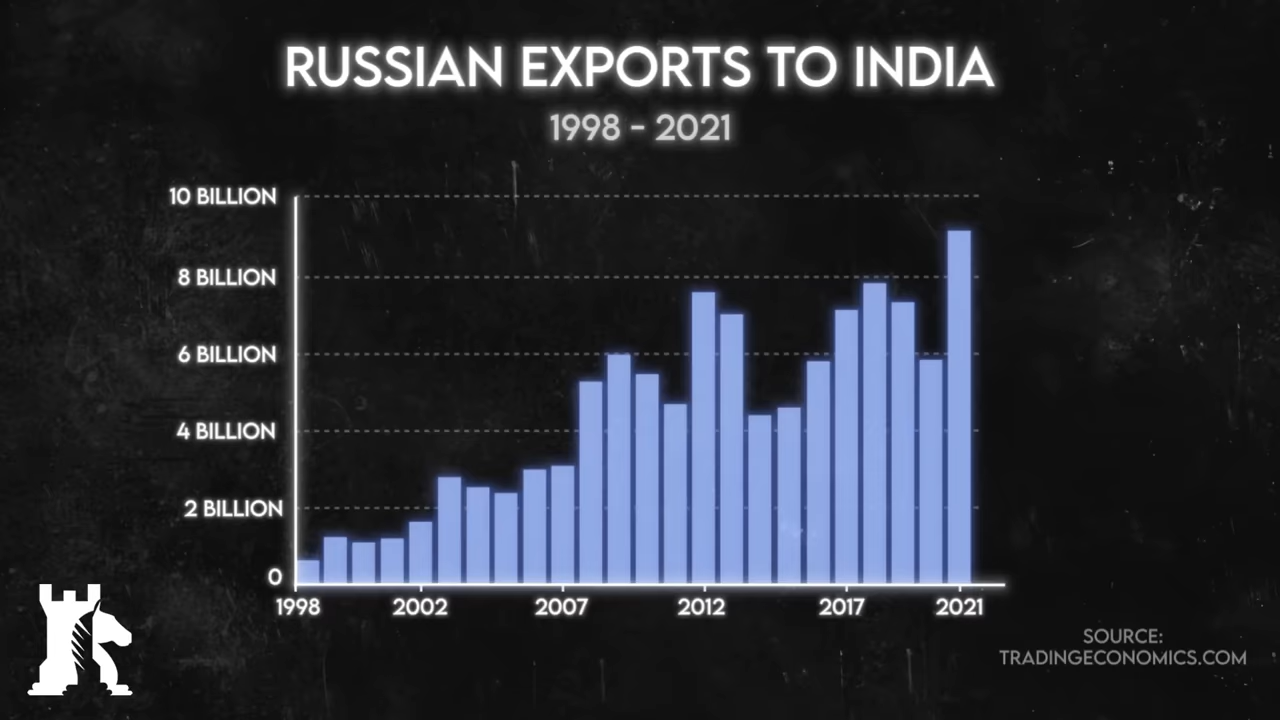 RUSSIAN EXPORTS TO INDIA
1998 - 2021
10 BILLION
8 BILLION
6 BILLION
4 BILLION
2 BILLION
0
1998 2002 2007 2012 2017 2021
SOURCE:
TRADINGECONOMICS.COM